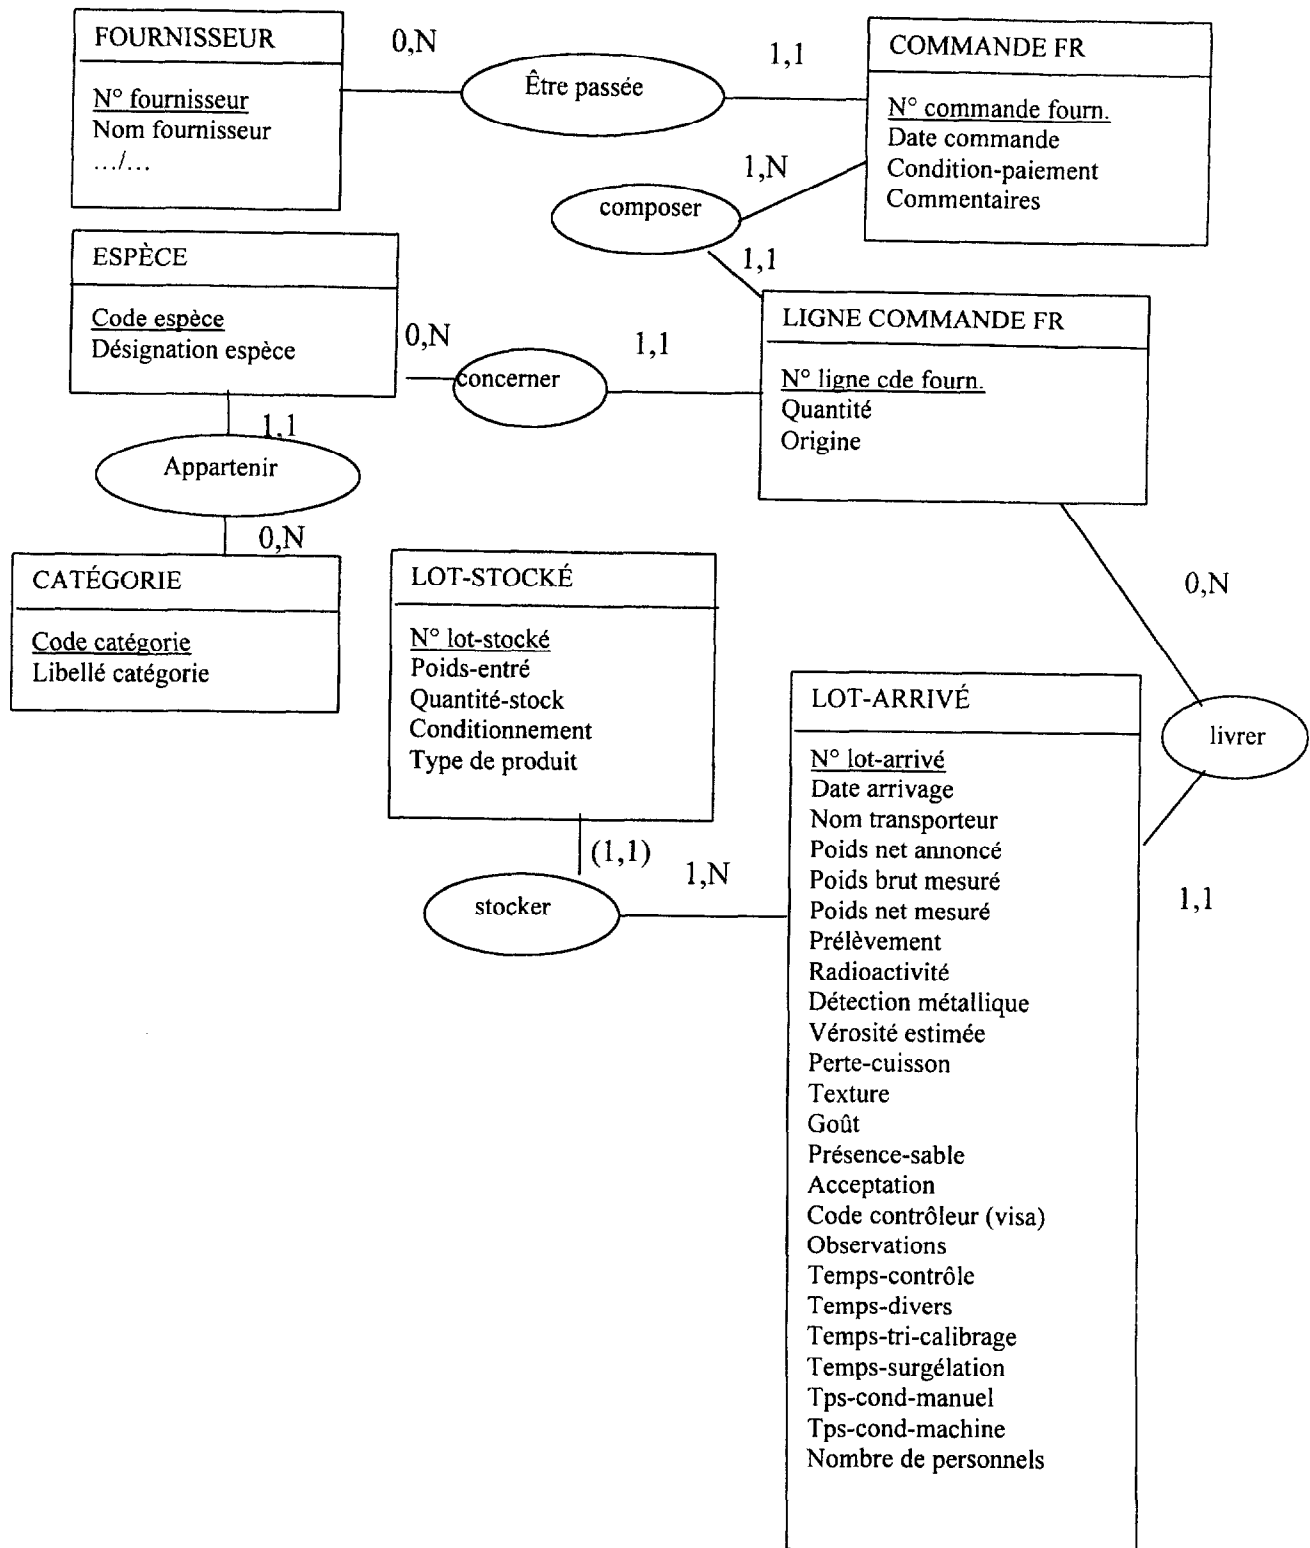 FOURNISSEUR
N° fournisseur
Nom fournisseur
.../...
0,N
Être passée
1,1
COMMANDE FR
N° commande fourn.
Date commande
Condition-paiement
Commentaires
1,N
composer
1,1
ESPÈCE
Code espèce
Désignation espèce
0,N
concerner
1,1
LIGNE COMMANDE FR
N° ligne cde fourn.
Quantité
Origine
1,1
Appartenir
0,N
CATÉGORIE
Code catégorie
Libellé catégorie
LOT-STOCKÉ
N° lot-stocké
Poids-entré
Quantité-stock
Conditionnement
Type de produit
(1,1)
stocker
1,N
0,N
livrer
1,1
LOT-ARRIVÉ
N° lot-arrivé
Date arrivage
Nom transporteur
Poids net annoncé
Poids brut mesuré
Poids net mesuré
Prélèvement
Radioactivité
Détection métallique
Vérosité estimée
Perte-cuisson
Texture
Goût
Présence-sable
Acceptation
Code contrôleur (visa)
Observations
Temps-contrôle
Temps-divers
Temps-tri-calibrage
Temps-surgélation
Tps-cond-manuel
Tps-cond-machine
Nombre de personnels